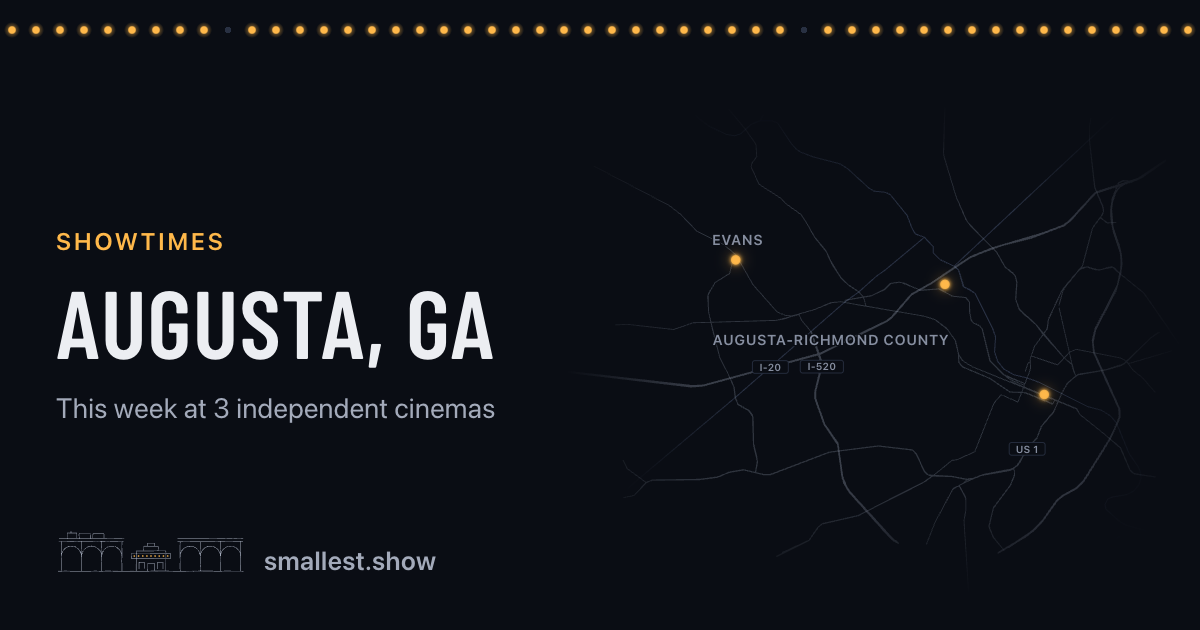 SHOWTIMES
AUGUSTA, GA
This week at 3 independent cinemas
smallest.show
EVANS
AUGUSTA-RICHMOND COUNTY
I-20
I-520
US 1